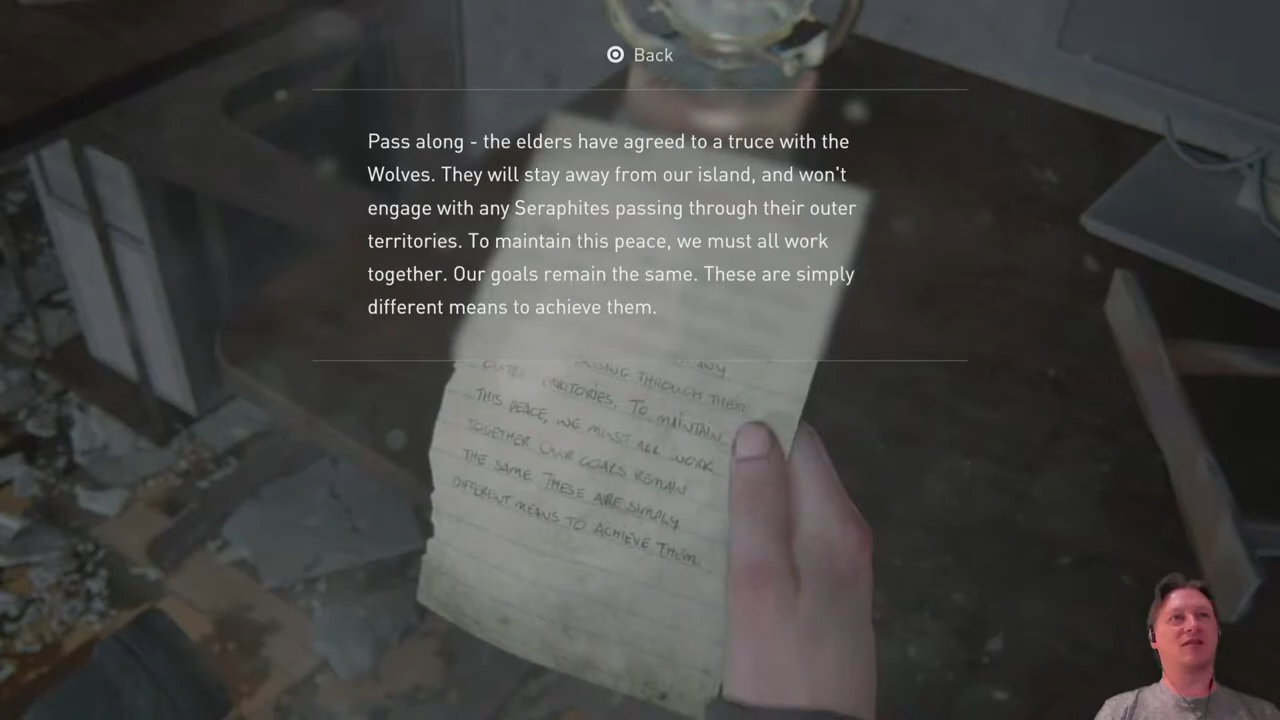 Back
Pass along - the elders have agreed to a truce with the
Wolves. They will stay away from our island, and won't
engage with any Seraphites passing through their outer
territories. To maintain this peace, we must all work
together. Our goals remain the same. These are simply
different means to achieve them.
ANY
OUTER PASSING THROUGH THEIR
TERRITORIES. TO MAINTAIN
THIS PEACE, WE MUST ALL WORK
TOGETHER OUR GOALS REMAIN
THE SAME. THESE ARE SIMPLY
DIFFERENT MEANS TO ACHIEVE THEM.